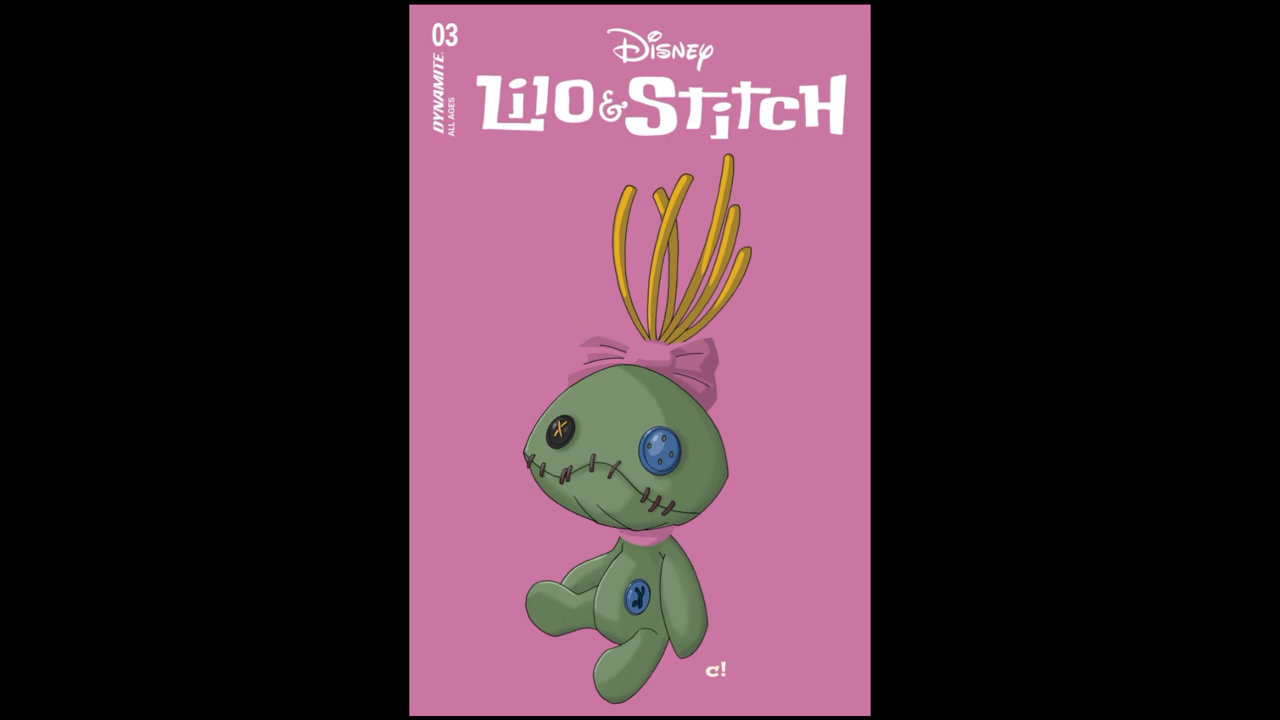 03
DYNAMITE
ALL AGES
Disney
Lilo & Stitch
c!